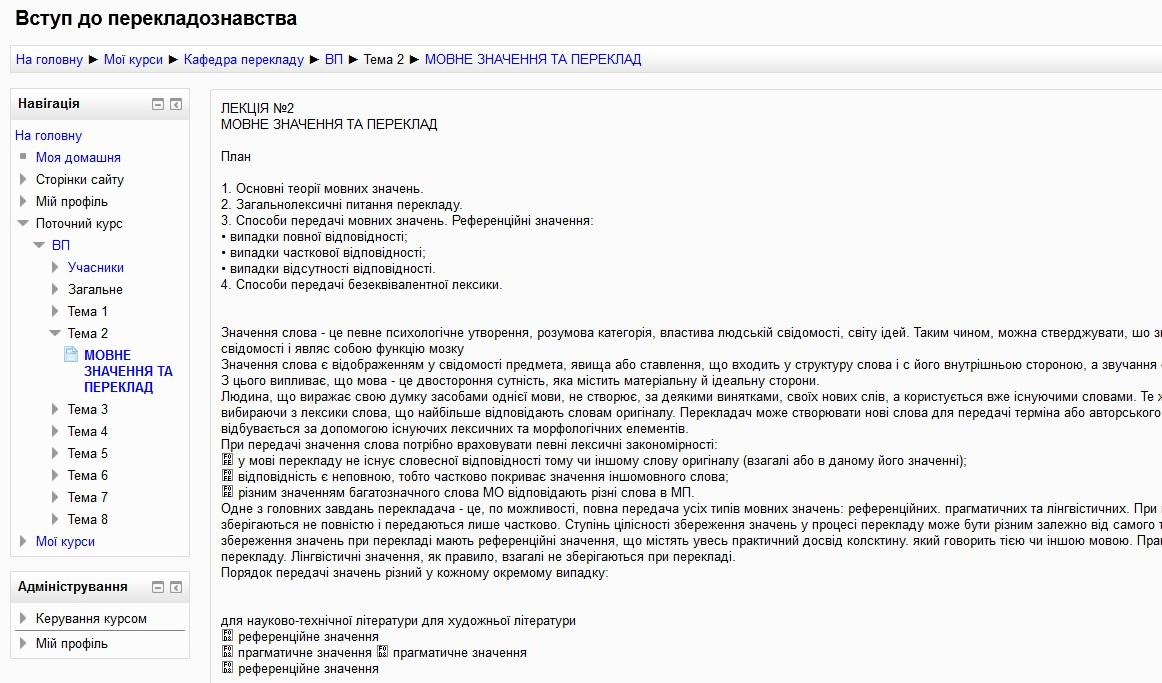 Вступ до перекладознавства
На головну ► Мої курси ► Кафедра перекладу ► ВП ► Тема 2 ► МОВНЕ ЗНАЧЕННЯ ТА ПЕРЕКЛАД
Навігація
На головну
Моя домашня
Сторінки сайту
Мій профіль
Поточний курс
ВП
Учасники
Загальне
Тема 1
Тема 2
МОВНЕ
ЗНАЧЕННЯ ТА
ПЕРЕКЛАД
Тема 3
Тема 4
Тема 5
Тема 6
Тема 7
Тема 8
Мої курси
Адміністрування
Керування курсом
Мій профіль
ЛЕКЦІЯ №2
МОВНЕ ЗНАЧЕННЯ ТА ПЕРЕКЛАД
План
1. Основні теорії мовних значень.
2. Загальнолексичні питання перекладу.
3. Способи передачі мовних значень. Референційні значення:
• випадки повної відповідності;
• випадки часткової відповідності;
• випадки відсутності відповідності.
4. Способи передачі безеквівалентної лексики.
Значення слова - це певне психологічне утворення, розумова категорія, властива людській свідомості, світу ідей. Таким чином, можна стверджувати, шо
свідомості і являс собою функцію мозку
Значення слова є відображенням у свідомості предмета, явища або ставлення, що входить у структуру слова і с його внутрішньою стороною, а звучання
З цього випливає, що мова - це двостороння сутність, яка містить матеріальну й ідеальну сторони.
Людина, що виражає свою думку засобами однієї мови, не створює, за деякими винятками, своїх нових слів, а користується вже існуючими словами. Те
вибираючи з лексики слова, що найбільше відповідають словам оригіналу. Перекладач може створювати нові слова для передачі терміна або авторського
відбувається за допомогою існуючих лексичних та морфологічних елементів.
При передачі значення слова потрібно враховувати певні лексичні закономірності:
у мові перекладу не існує словесної відповідності тому чи іншому слову оригіналу (взагалі або в даному його значенні);
відповідність є неповною, тобто частково покриває значення іншомовного слова;
різним значенням багатозначного слова МО відповідають різні слова в МП.
Одне з головних завдань перекладача - це, по можливості, повна передача усіх типів мовних значень: референційних. прагматичних та лінгвістичних. При
зберігаються не повністю і передаються лише частково. Ступінь цілісності збереження значень у процесі перекладу може бути різним залежно від самого
збереження значень при перекладі мають референційні значення, що містять увесь практичний досвід колсктину. який говорить тією чи іншою мовою.
перекладу. Лінгвістичні значення, як правило, взагалі не зберігаються при перекладі.
Порядок передачі значень різний у кожному окремому випадку:
для науково-технічної літератури для художньої літератури
референційне значення
прагматичне значення прагматичне значення
референційне значення